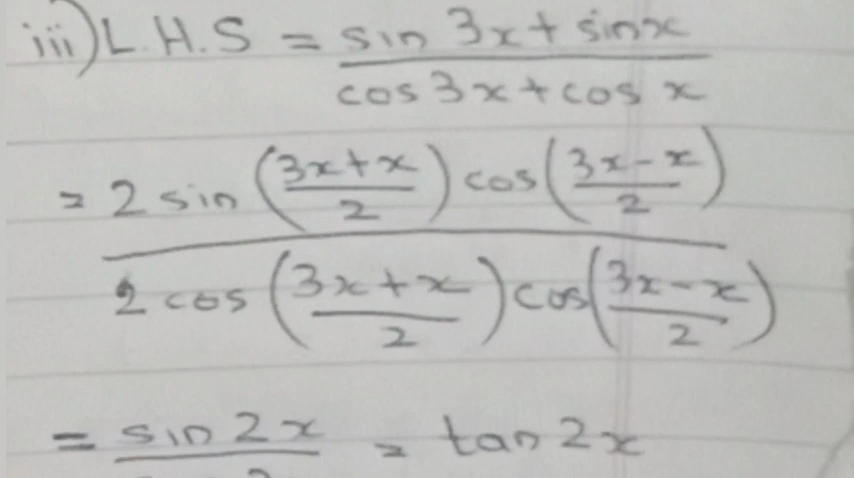 iii) L.H.S = sin 3x + sin x
cos 3x + cos x
= 2 sin (3x + x / 2) cos (3x - x / 2)
2 cos (3x + x / 2) cos (3x - x / 2)
= sin 2x = tan 2x